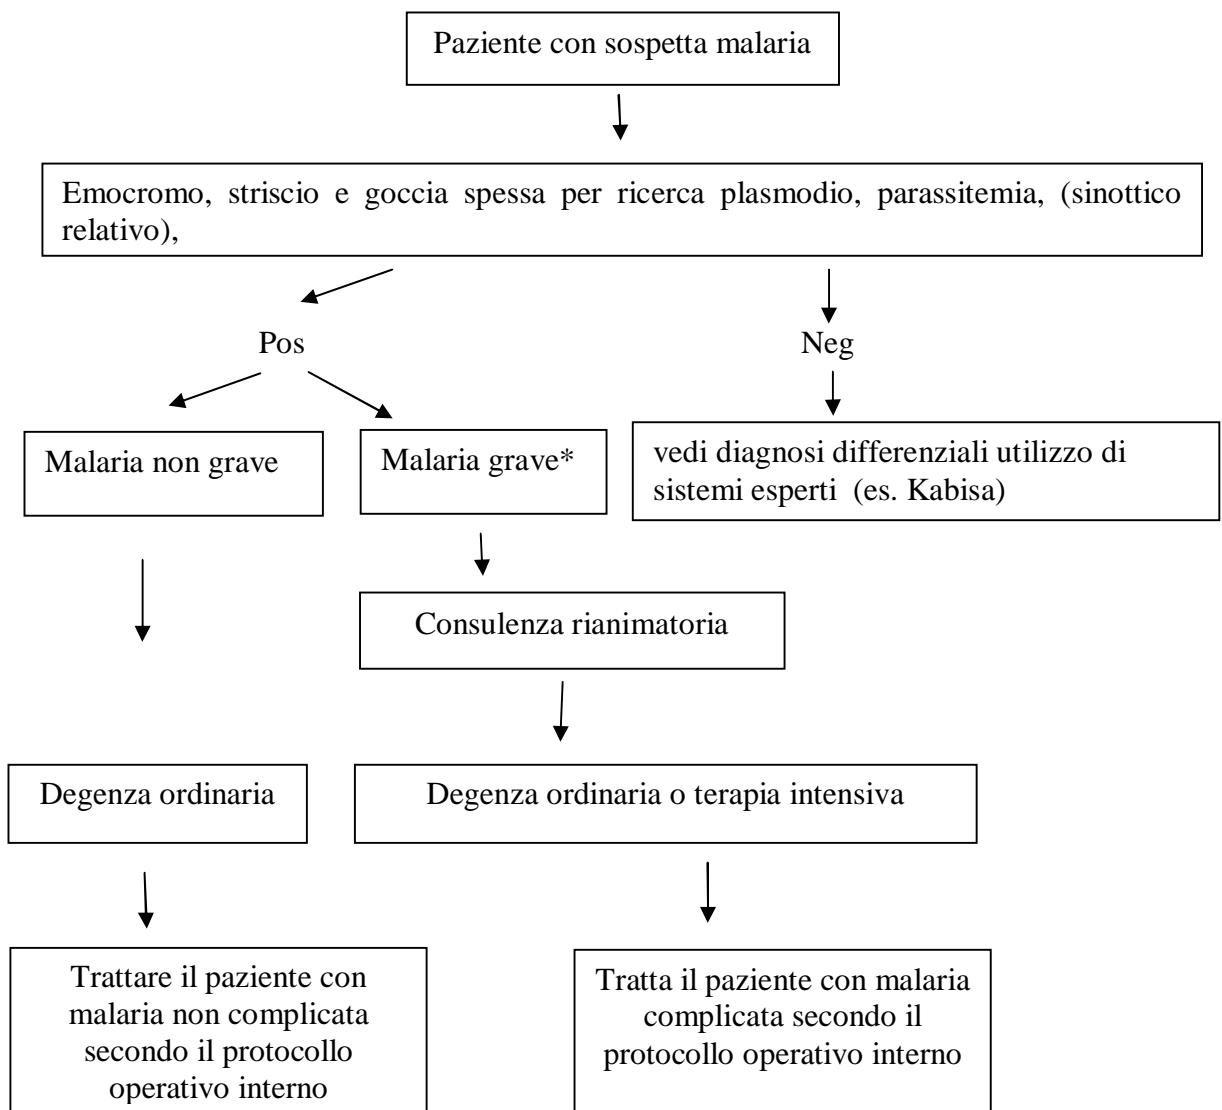 Paziente con sospetta malaria
Emocromo, striscio e goccia spessa per ricerca plasmodio, parassitemia, (sinottico
relativo),
Pos
Neg
Malaria non grave
Malaria grave*
vedi diagnosi differenziali utilizzo di
sistemi esperti (es. Kabisa)
Consulenza rianimatoria
Degenza ordinaria
Degenza ordinaria o terapia intensiva
Trattare il paziente con
malaria non complicata
secondo il protocollo
operativo interno
Tratta il paziente con malaria
complicata secondo il
protocollo operativo interno